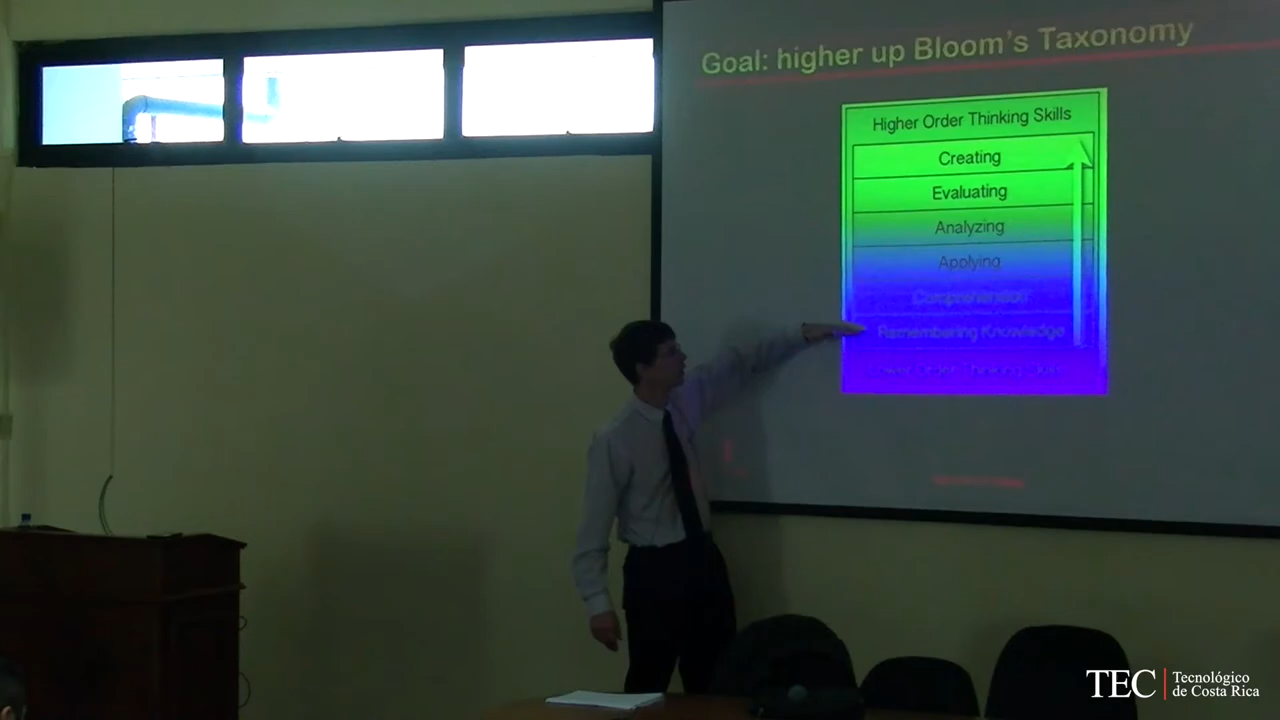 Goal: higher up Bloom's Taxonomy
Higher Order Thinking Skills
Creating
Evaluating
Analyzing
Applying
Comprehension
Remembering Knowledge
Lower Order Thinking Skills
TEC
Tecnológico
de Costa Rica